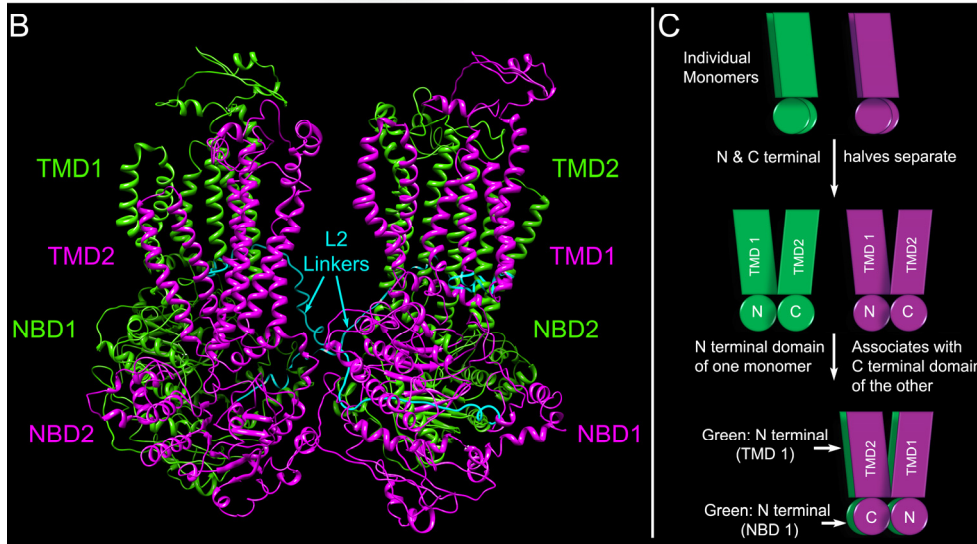 B
TMD1
TMD2
NBD1
NBD2
L2
Linkers
TMD2
TMD1
NBD2
NBD1
C
Individual
Monomers
N & C terminal
halves separate
TMD 1
TMD2
TMD 1
TMD2
N
C
N
C
N terminal domain
of one monomer
Associates with
C terminal domain
of the other
Green: N terminal
(TMD 1)
TMD2
TMD1
Green: N terminal
(NBD 1)
C
N